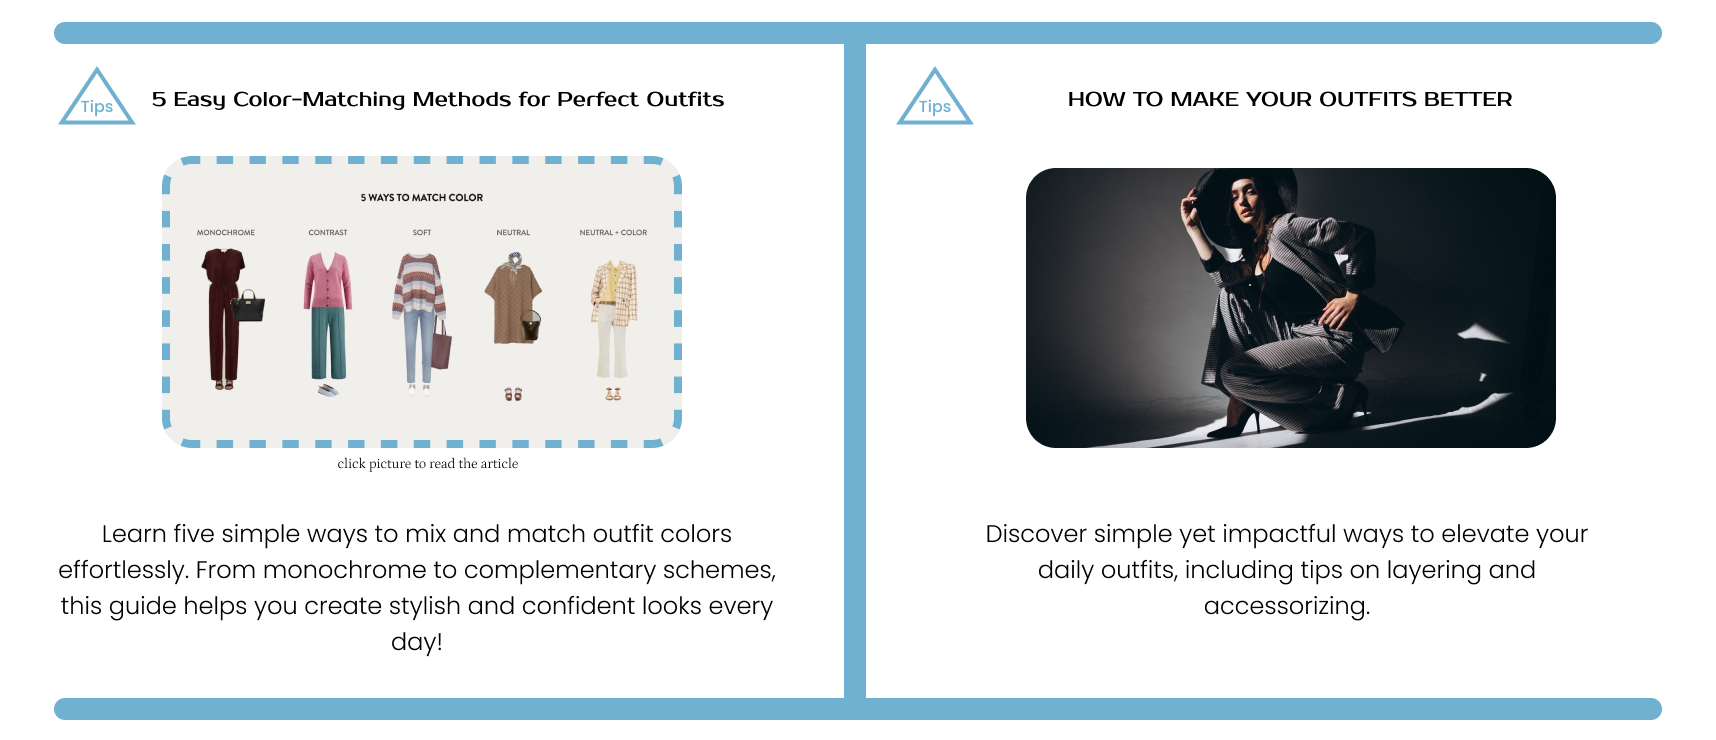 Tips
5 Easy Color-Matching Methods for Perfect Outfits
5 WAYS TO MATCH COLOR
MONOCHROME
CONTRAST
SOFT
NEUTRAL
NEUTRAL + COLOR
click picture to read the article
Learn five simple ways to mix and match outfit colors
effortlessly. From monochrome to complementary schemes,
this guide helps you create stylish and confident looks every
day!
Tips
HOW TO MAKE YOUR OUTFITS BETTER
Discover simple yet impactful ways to elevate your
daily outfits, including tips on layering and
accessorizing.